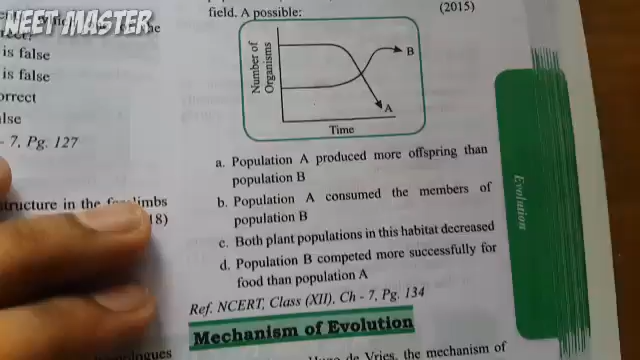 NEET MASTER
the
is false
is false
orrect
alse
- 7, Pg. 127
structure in the forelimbs
18)
field. A possible:
(2015)
Number of
Organisms
B
A
Time
a. Population A produced more offspring than
population B
b. Population A consumed the members of
population B
c. Both plant populations in this habitat decreased
d. Population B competed more successfully for
food than population A
Ref. NCERT, Class (XII), Ch - 7, Pg. 134
Mechanism of Evolution
Hugo de Vries, the mechanism of
Evolution